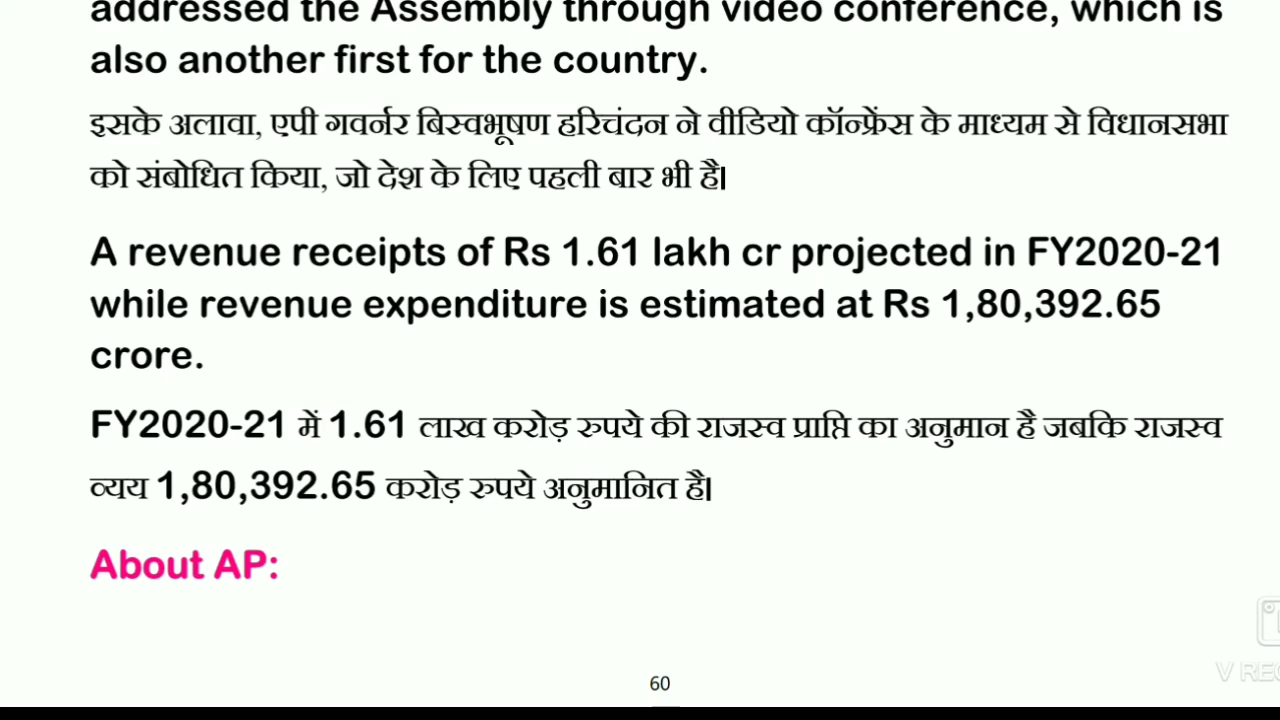 addressed the Assembly through video conference, which is
also another first for the country.
इसके अलावा, एपी गवर्नर बिस्वभूषण हरिचंदन ने वीडियो कॉन्फ्रेंस के माध्यम से विधानसभा
को संबोधित किया, जो देश के लिए पहली बार भी है।
A revenue receipts of Rs 1.61 lakh cr projected in FY2020-21
while revenue expenditure is estimated at Rs 1,80,392.65
crore.
FY2020-21 में 1.61 लाख करोड़ रुपये की राजस्व प्राप्ति का अनुमान है जबकि राजस्व
व्यय 1,80,392.65 करोड़ रुपये अनुमानित है।
About AP:
60
V REC